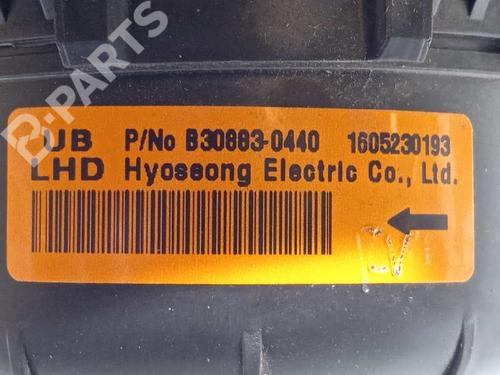 B-PARTS
UB P/No B30883-0440 1605230193
LHD Hyoseong Electric Co., Ltd.